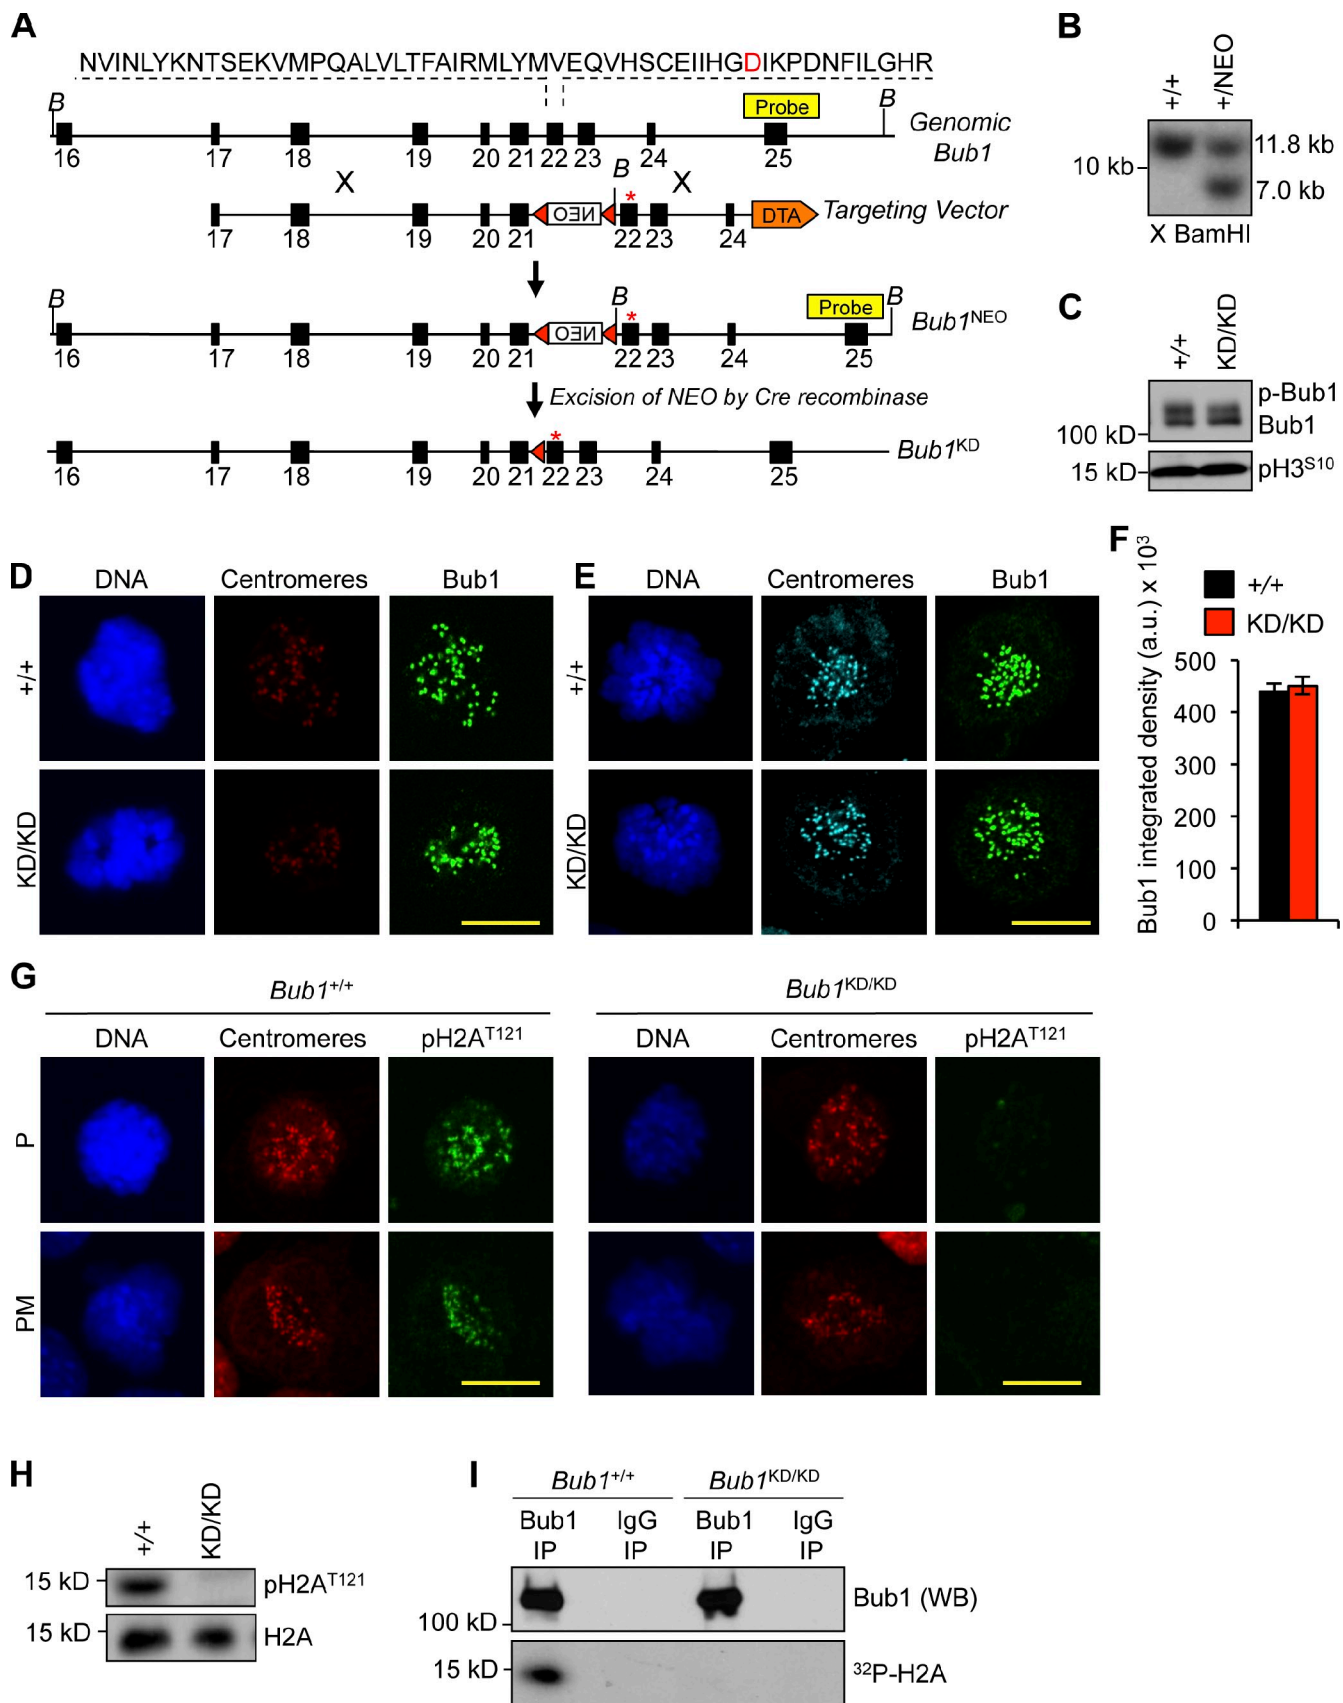 A
NVINLYKNTSEKVMPQALVLTFAIRMLYMVEQVHSCEIIHGDIKPDNFILGHR
B Probe B
16 17 18 19 20 21 22 23 24 25
Genomic Bub1
X B * X
NEO DTA
17 18 19 20 21 22 23 24
Targeting Vector
B B * Probe B
NEO
16 17 18 19 20 21 22 23 24 25
Bub1NEO
Excision of NEO by Cre recombinase
*
16 17 18 19 20 21 22 23 24 25
Bub1KD
B
+/+ +/NEO
10 kb
11.8 kb
7.0 kb
X BamHI
C
+/+ KD/KD
p-Bub1
Bub1
100 kD
15 kD
pH3S10
D
DNA Centromeres Bub1
+/+
KD/KD
E
DNA Centromeres Bub1
+/+
KD/KD
F
+/+
KD/KD
Bub1 integrated density (a.u.) x 10³
500
400
300
200
100
0
G
Bub1+/+ Bub1KD/KD
DNA Centromeres pH2AT121 DNA Centromeres pH2AT121
P
PM
H
+/+ KD/KD
15 kD pH2AT121
15 kD H2A
I
Bub1+/+ Bub1KD/KD
Bub1 IP IgG IP Bub1 IP IgG IP
100 kD Bub1 (WB)
15 kD 32P-H2A